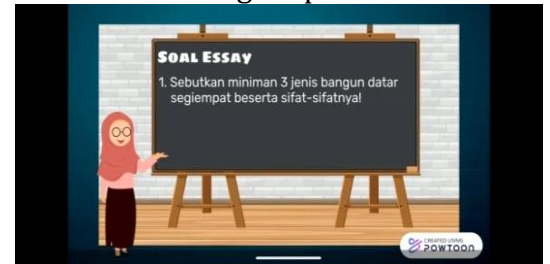 SOAL ESSAY
1. Sebutkan miniman 3 jenis bangun datar
segiempat beserta sifat-sifatnya!
CREATED USING
POWTOON